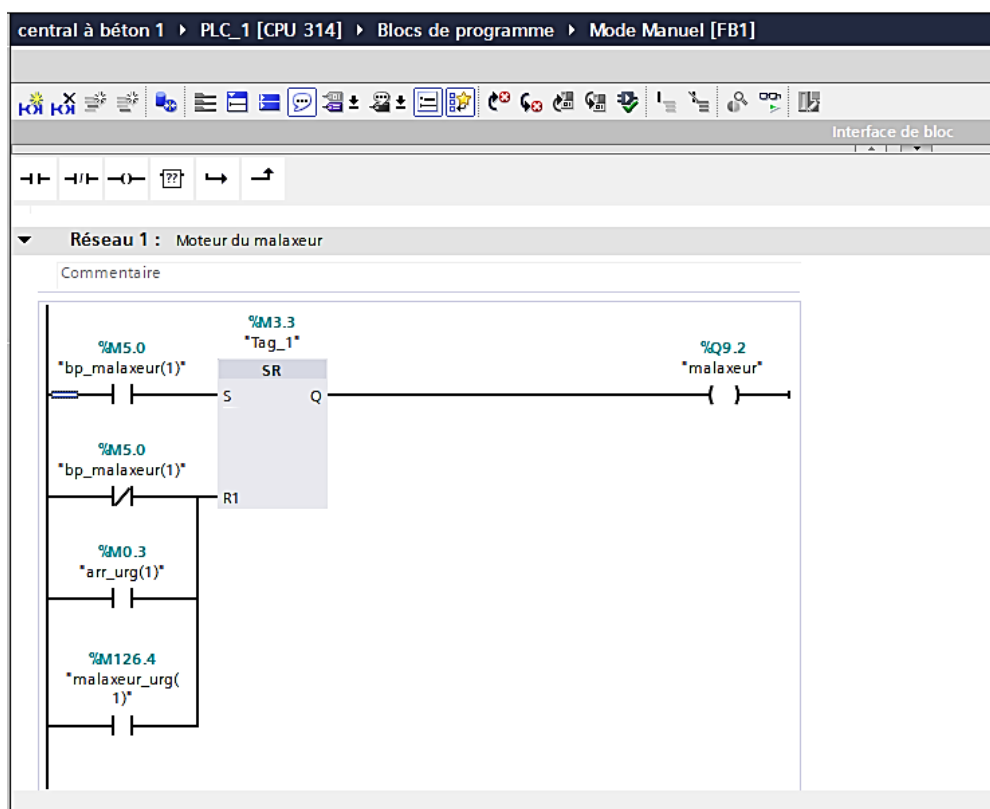 central à béton 1 ▸ PLC_1 [CPU 314] ▸ Blocs de programme ▸ Mode Manuel [FB1]
Interface de bloc
??
Réseau 1 : Moteur du malaxeur
Commentaire
%M3.3
"Tag_1"
%M5.0
"bp_malaxeur(1)"
SR
%Q9.2
"malaxeur"
S Q
%M5.0
"bp_malaxeur(1)"
R1
%M0.3
"arr_urg(1)"
%M126.4
"malaxeur_urg(
1)"